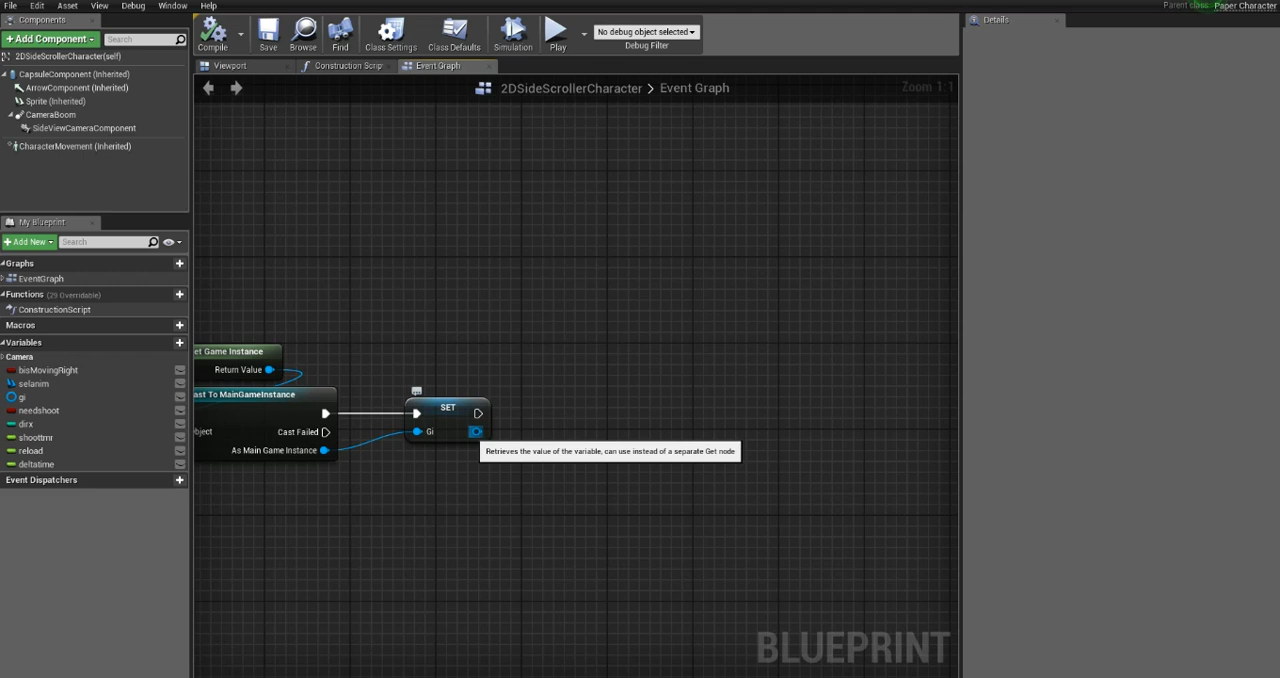 File Edit Asset View Debug Window Help Parent class: Paper Character
Components
+ Add Component Search
2DSideScrollerCharacter(self)
CapsuleComponent (Inherited)
ArrowComponent (Inherited)
Sprite (Inherited)
CameraBoom
SideViewCameraComponent
CharacterMovement (Inherited)
My Blueprint
+ Add New Search
Graphs
EventGraph
Functions (29 Overridable)
ConstructionScript
Macros
Variables
Camera
bisMovingRight
selanim
gi
needshoot
dirx
shoottmr
reload
deltatime
Event Dispatchers
Compile Save Browse Find Class Settings Class Defaults Simulation Play
No debug object selected
Debug Filter
Viewport Construction Scrip Event Graph
2DSideScrollerCharacter > Event Graph
Zoom 1:1
et Game Instance
Return Value
ast To MainGameInstance
bject Cast Failed
As Main Game Instance
SET
Gi
Retrieves the value of the variable, can use instead of a separate Get node
BLUEPRINT
Details